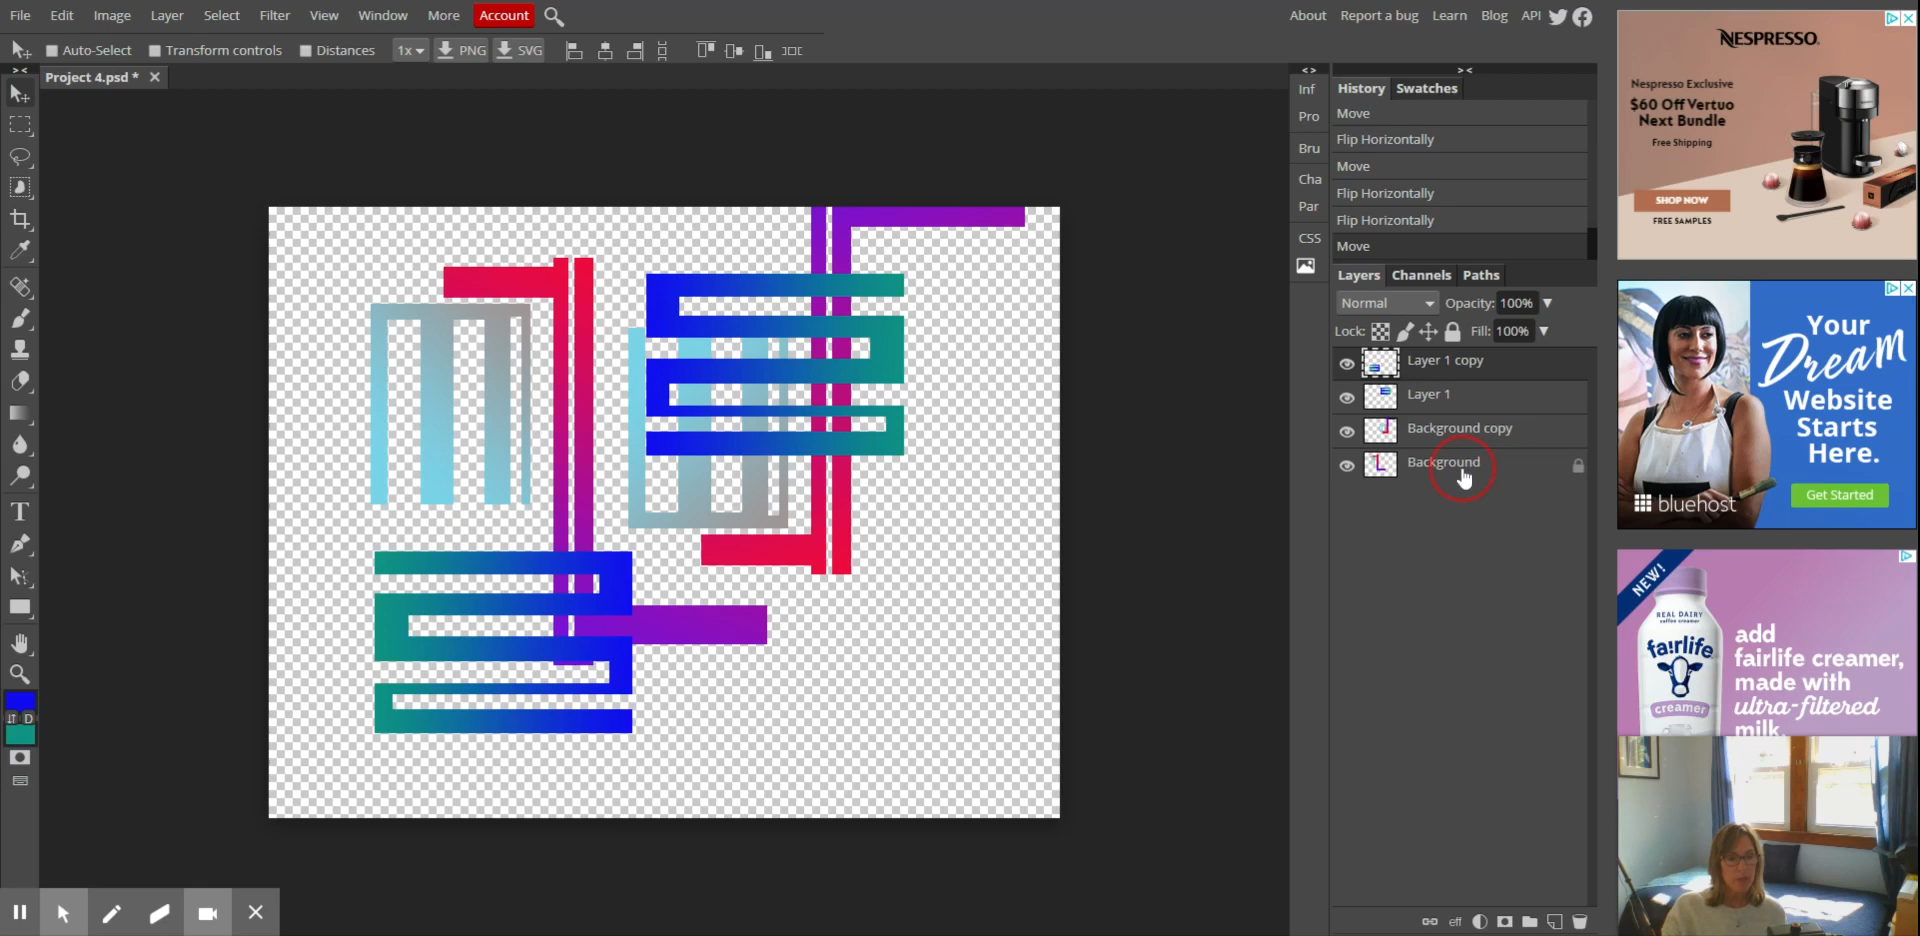 File Edit Image Layer Select Filter View Window More Account
About Report a bug Learn Blog API
Auto-Select Transform controls Distances 1x PNG SVG
Project 4.psd *
Inf
Pro
Bru
Cha
Par
CSS
History Swatches
Move
Flip Horizontally
Move
Flip Horizontally
Flip Horizontally
Move
Layers Channels Paths
Normal Opacity: 100%
Lock: Fill: 100%
Layer 1 copy
Layer 1
Background copy
Background
eff
D
T
NESPRESSO.
Nespresso Exclusive
$60 Off Vertuo
Next Bundle
Free Shipping
SHOP NOW
FREE SAMPLES
Your
Dream
Website
Starts
Here.
Get Started
bluehost
NEW!
REAL DAIRY
coffee creamer
fa!rlife
creamer
add
fairlife creamer,
made with
ultra-filtered
milk.